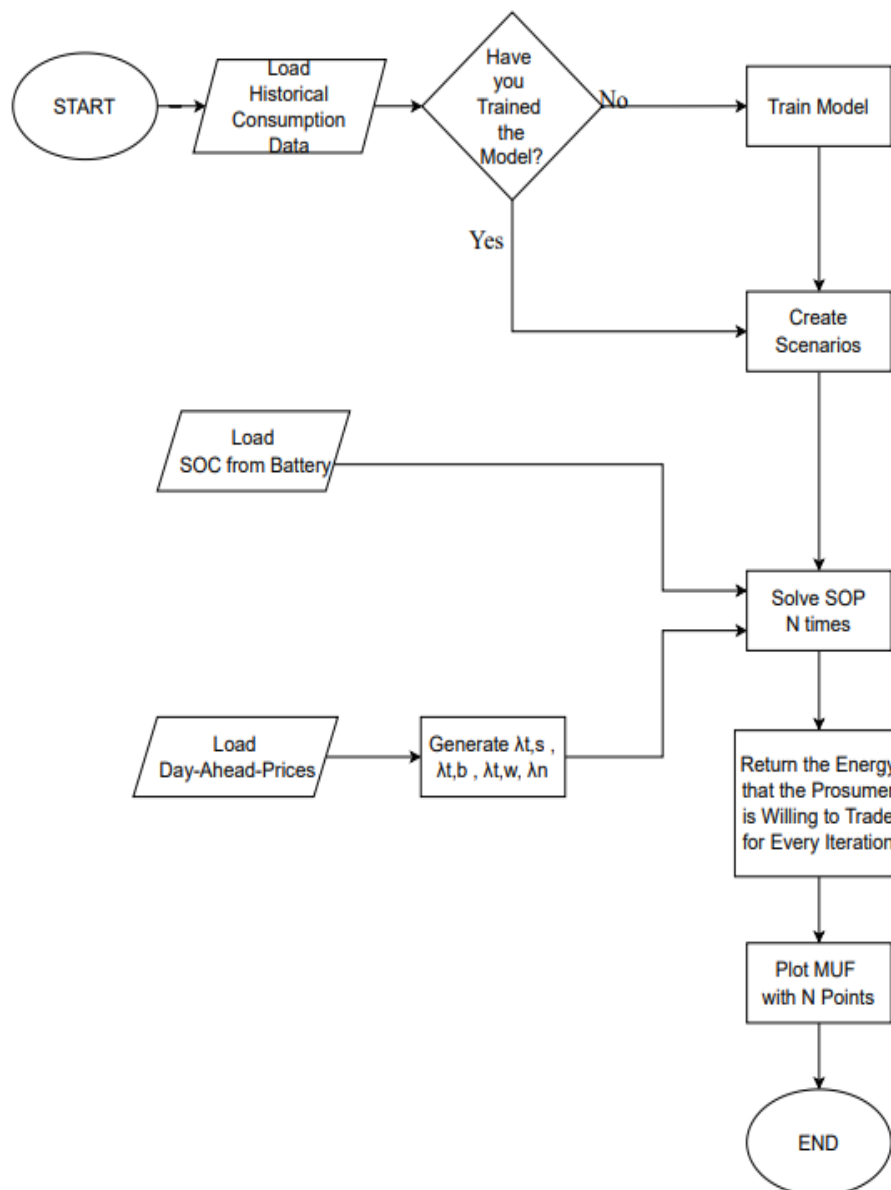 START
Load
Historical
Consumption
Data
Have
you
Trained
the
Model?
No
Train Model
Yes
Create
Scenarios
Load
SOC from Battery
Solve SOP
N times
Load
Day-Ahead-Prices
Generate λt,s ,
λt,b , λt,w, λn
Return the Energy
that the Prosumer
is Willing to Trade
for Every Iteration
Plot MUF
with N Points
END